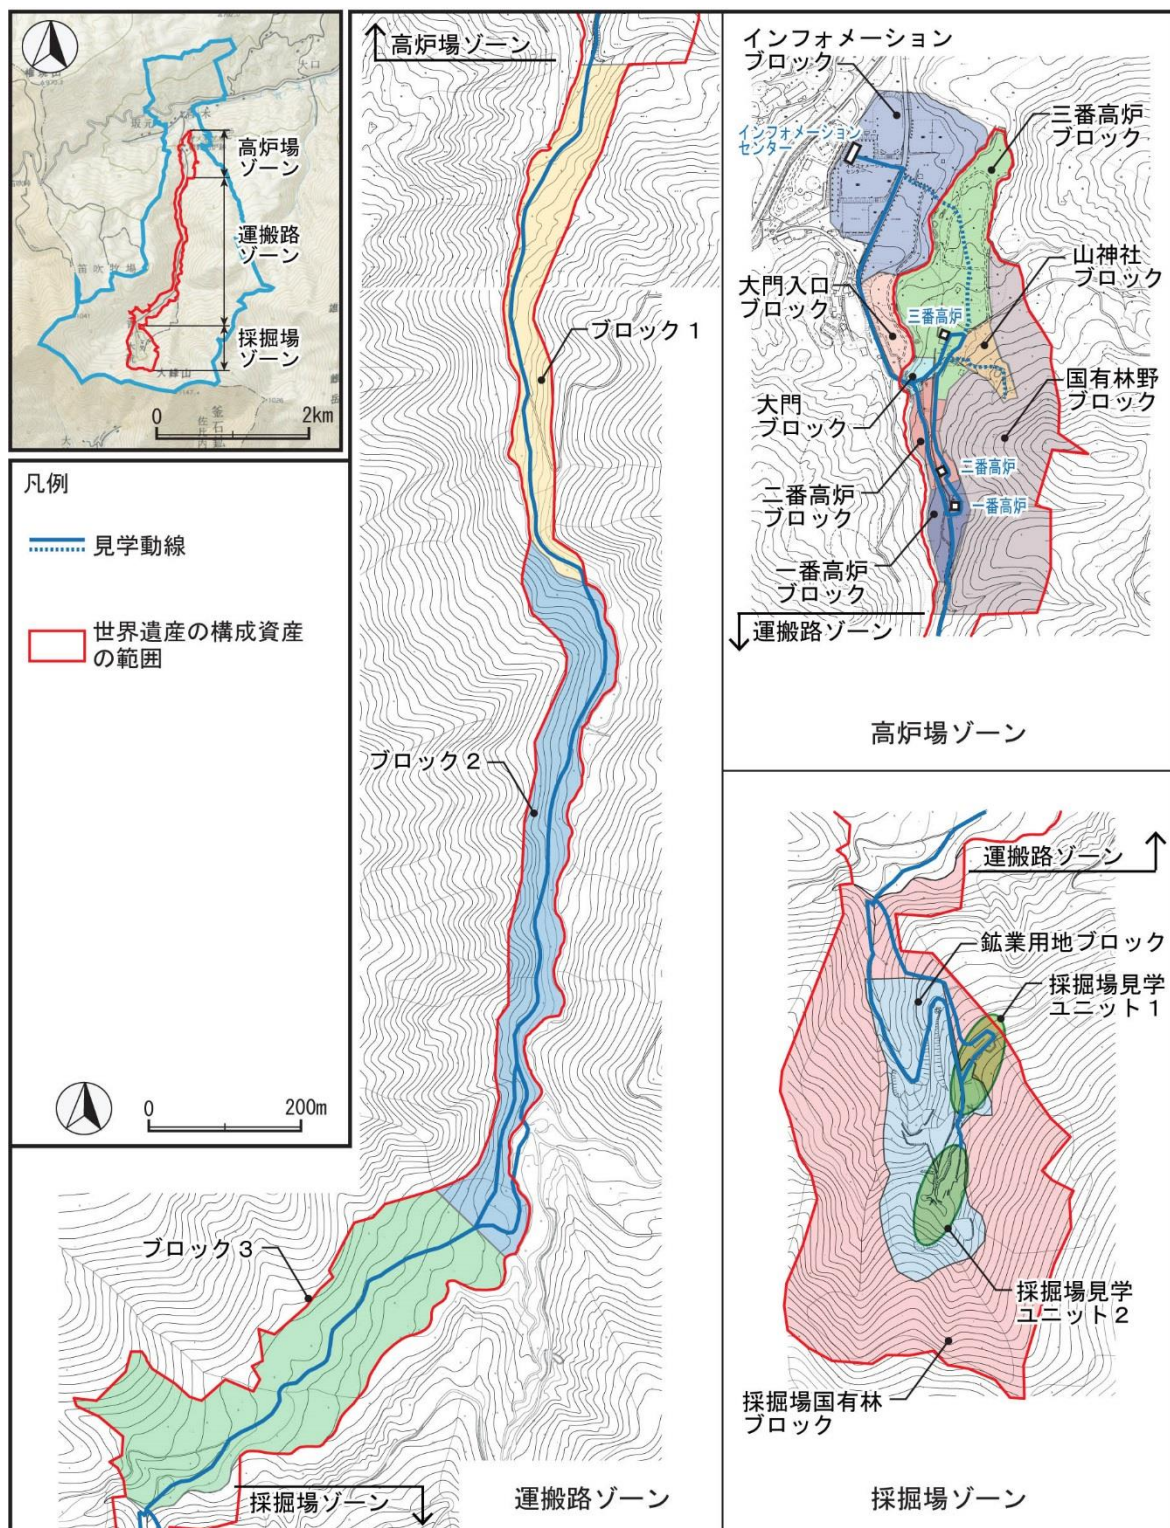 高炉場
ゾーン
運搬路
ゾーン
採掘場
ゾーン
笛吹牧場
大峰山
0
2km
凡例
見学動線
世界遺産の構成資産
の範囲
0
200m
高炉場ゾーン
ブロック１
ブロック２
ブロック３
採掘場ゾーン
運搬路ゾーン
インフォメーション
ブロック
インフォメーション
センター
三番高炉
ブロック
山神社
ブロック
大門入口
ブロック
三番高炉
国有林野
ブロック
大門
ブロック
二番高炉
二番高炉
ブロック
一番高炉
一番高炉
ブロック
運搬路ゾーン
高炉場ゾーン
運搬路ゾーン
鉱業用地ブロック
採掘場見学
ユニット１
採掘場見学
ユニット２
採掘場国有林
ブロック
採掘場ゾーン